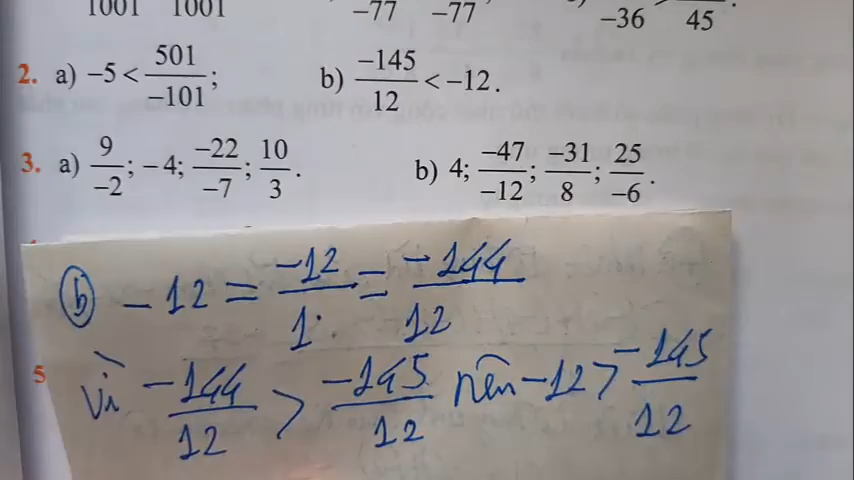 1001 1001 -77 -77 -36 45
2. a) −5 < 501/−101; b) −145/12 < −12.
3. a) 9/−2; −4; −22/−7; 10/3. b) 4; −47/−12; −31/8; 25/−6.
b −12 = −12/1 = −144/12
5
Vì −144/12 > −145/12 nên −12 > −145/12